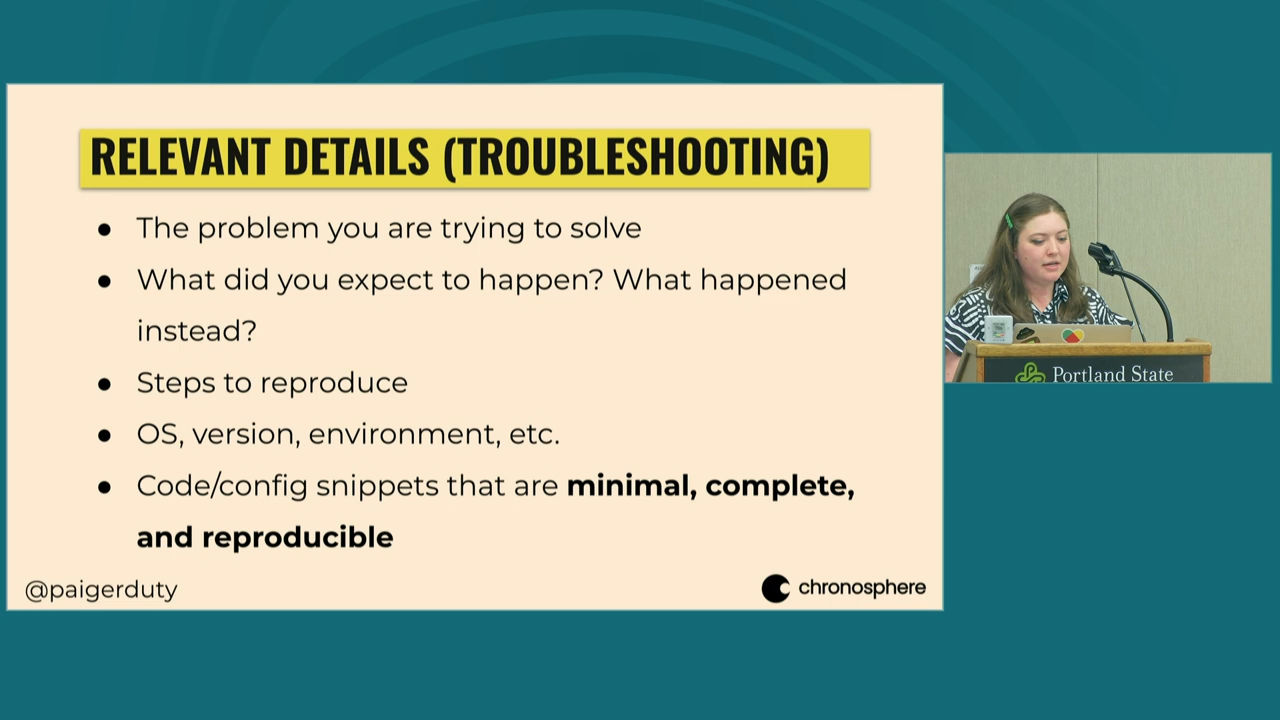 RELEVANT DETAILS (TROUBLESHOOTING)
● The problem you are trying to solve
● What did you expect to happen? What happened
instead?
● Steps to reproduce
● OS, version, environment, etc.
● Code/config snippets that are minimal, complete,
and reproducible
@paigerduty
chronosphere
Portland State